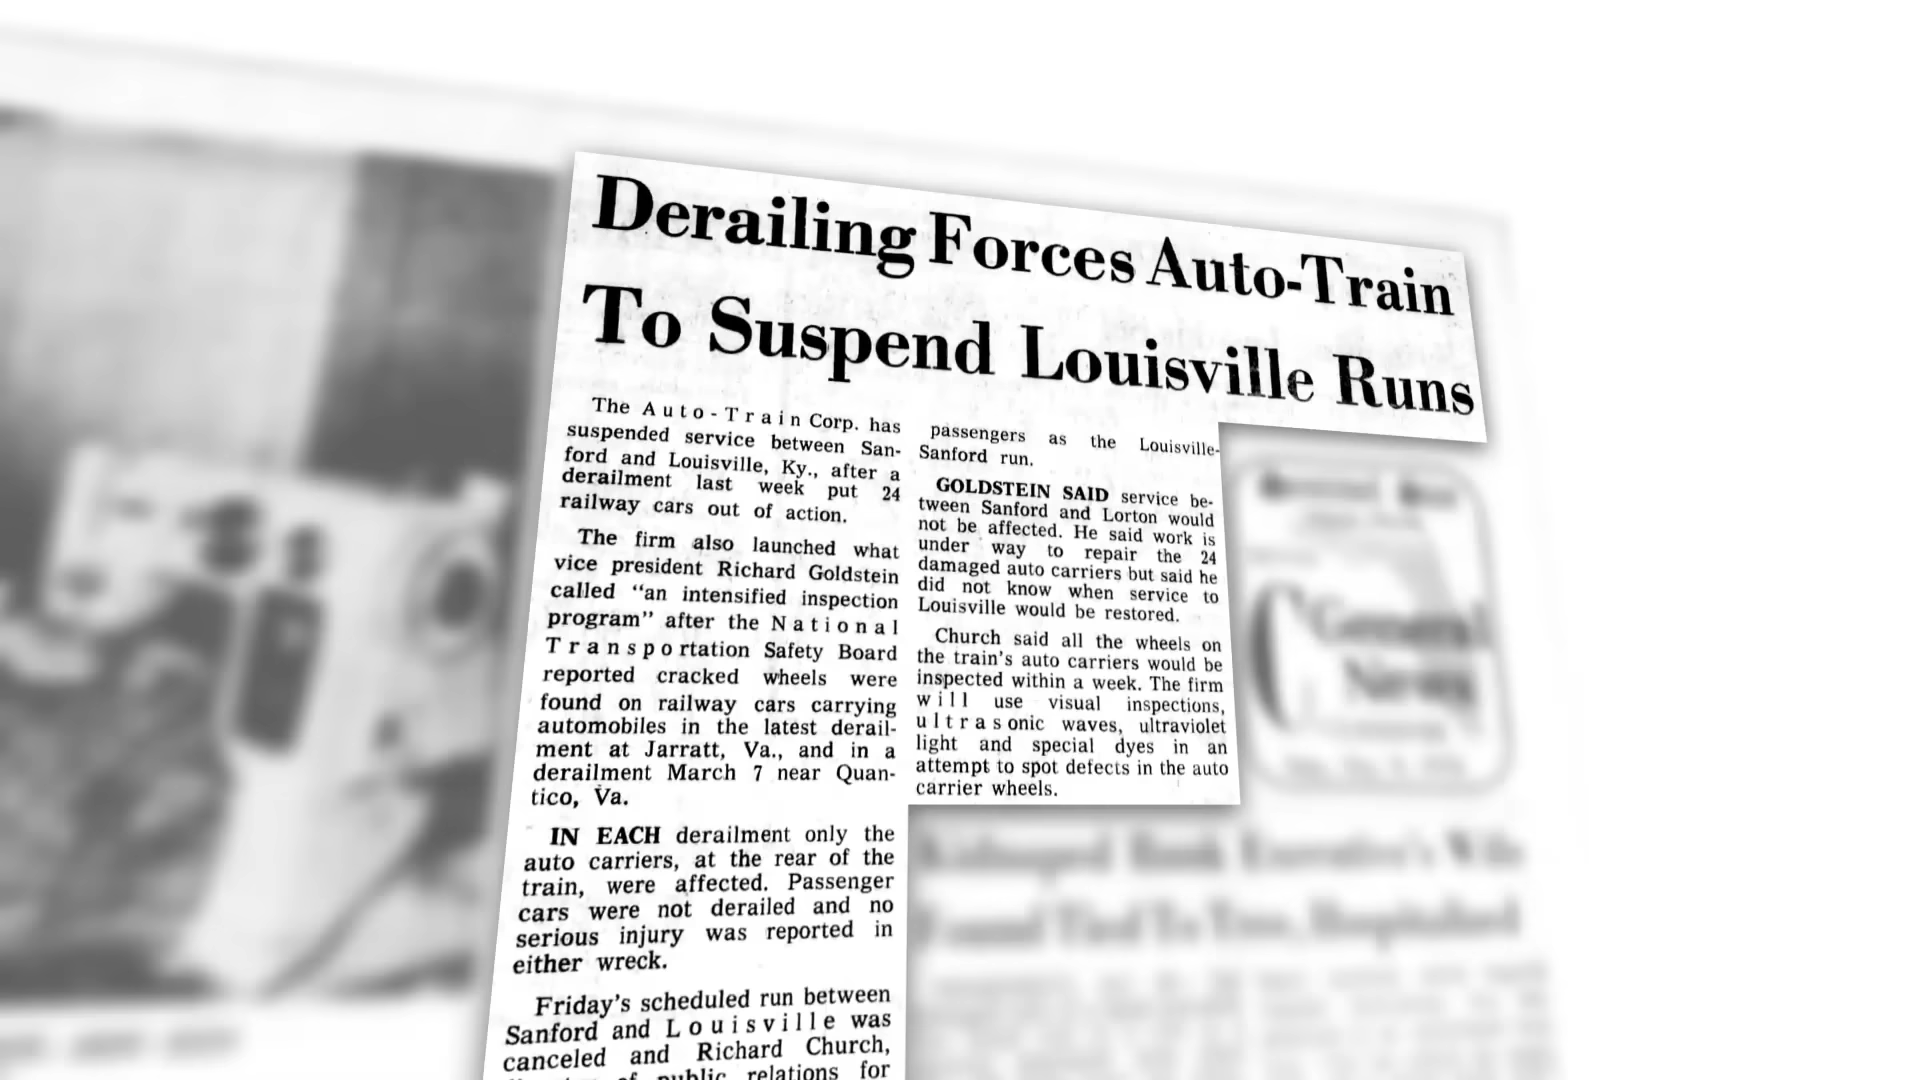 Derailing Forces Auto-Train
To Suspend Louisville Runs
The Auto-Train Corp. has
suspended service between San-
ford and Louisville, Ky., after a
derailment last week put 24
railway cars out of action.
The firm also launched what
vice president Richard Goldstein
called “an intensified inspection
program” after the National
Transportation Safety Board
reported cracked wheels were
found on railway cars carrying
automobiles in the latest derail-
ment at Jarratt, Va., and in a
derailment March 7 near Quan-
tico, Va.
IN EACH derailment only the
auto carriers, at the rear of the
train, were affected. Passenger
cars were not derailed and no
serious injury was reported in
either wreck.
Friday’s scheduled run between
Sanford and Louisville was
canceled and Richard Church,
of public relations for
passengers as the Louisville-
Sanford run.
GOLDSTEIN SAID service be-
tween Sanford and Lorton would
not be affected. He said work is
under way to repair the 24
damaged auto carriers but said he
did not know when service to
Louisville would be restored.
Church said all the wheels on
the train’s auto carriers would be
inspected within a week. The firm
will use visual inspections,
ultrasonic waves, ultraviolet
light and special dyes in an
attempt to spot defects in the auto
carrier wheels.
General
News